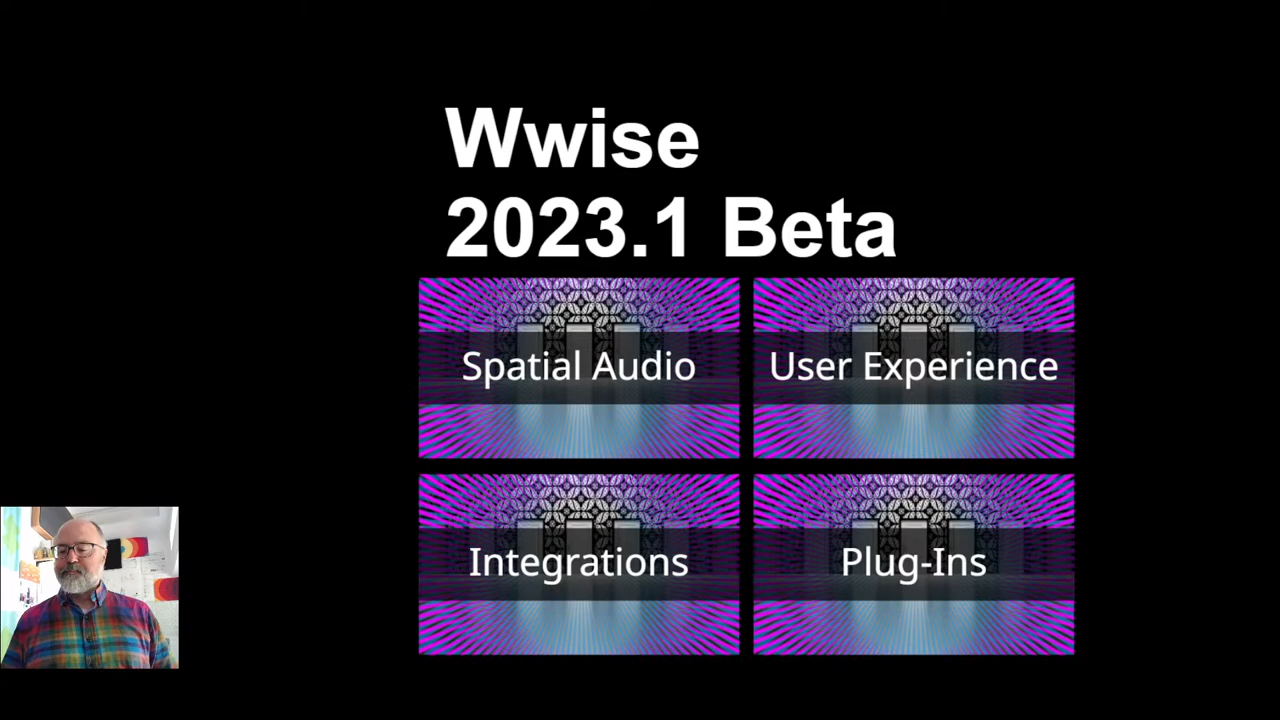 Wwise
2023.1 Beta
Spatial Audio
User Experience
Integrations
Plug-Ins